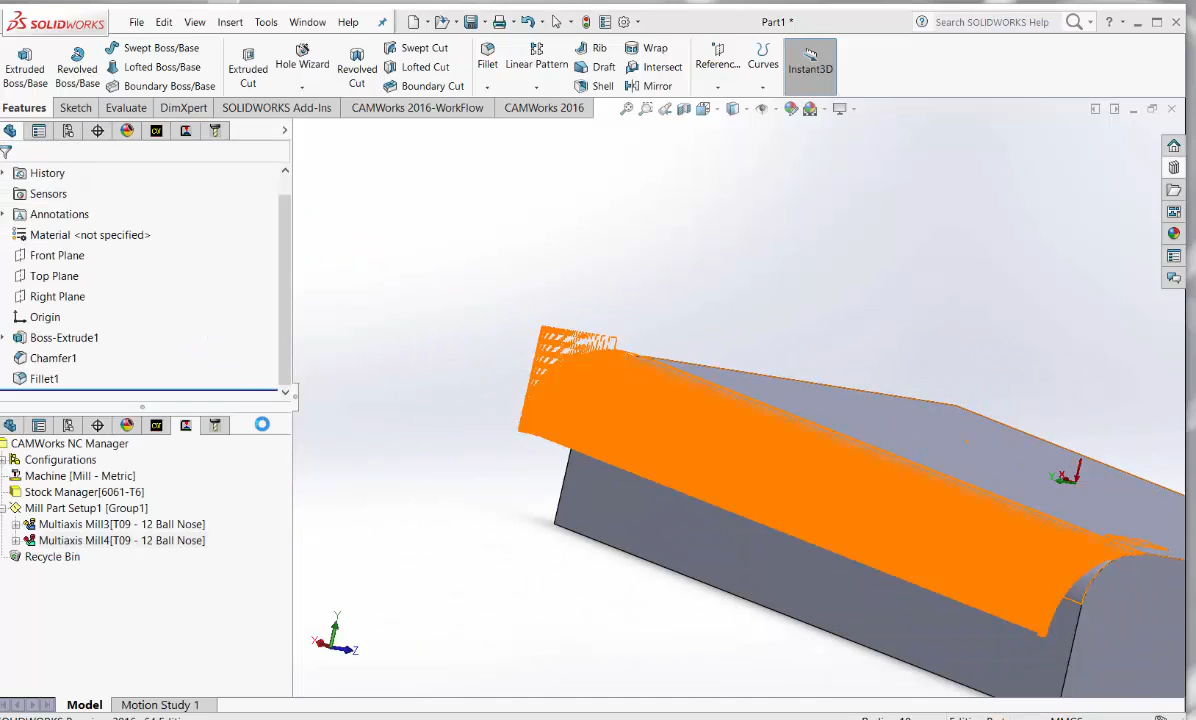 SOLIDWORKS File Edit View Insert Tools Window Help Part1 * Search SOLIDWORKS Help
Extruded Boss/Base
Revolved Boss/Base
Swept Boss/Base
Lofted Boss/Base
Boundary Boss/Base
Extruded Cut
Hole Wizard
Revolved Cut
Swept Cut
Lofted Cut
Boundary Cut
Fillet
Linear Pattern
Rib
Draft
Shell
Wrap
Intersect
Mirror
Referenc...
Curves
Instant3D
Features Sketch Evaluate DimXpert SOLIDWORKS Add-Ins CAMWorks 2016-WorkFlow CAMWorks 2016
History
Sensors
Annotations
Material <not specified>
Front Plane
Top Plane
Right Plane
Origin
Boss-Extrude1
Chamfer1
Fillet1
CAMWorks NC Manager
Configurations
Machine [Mill - Metric]
Stock Manager[6061-T6]
Mill Part Setup1 [Group1]
Multiaxis Mill3[T09 - 12 Ball Nose]
Multiaxis Mill4[T09 - 12 Ball Nose]
Recycle Bin
X
Y
Y
X
Z
Model Motion Study 1